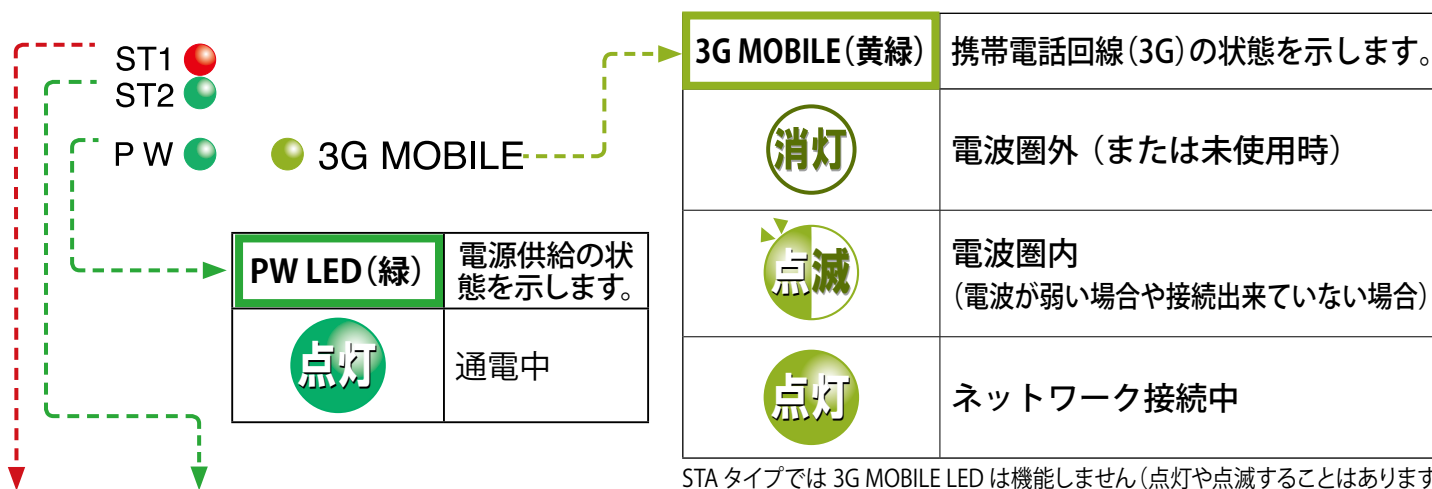 ST1
ST2
P W
3G MOBILE
PW LED（緑）
電源供給の状
態を示します。
点灯
通電中
3G MOBILE（黄緑）
携帯電話回線（3G）の状態を示します。
消灯
電波圏外（または未使用時）
点滅
電波圏内
（電波が弱い場合や接続出来ていない場合）
点灯
ネットワーク接続中
STA タイプでは 3G MOBILE LED は機能しません（点灯や点滅することはあります